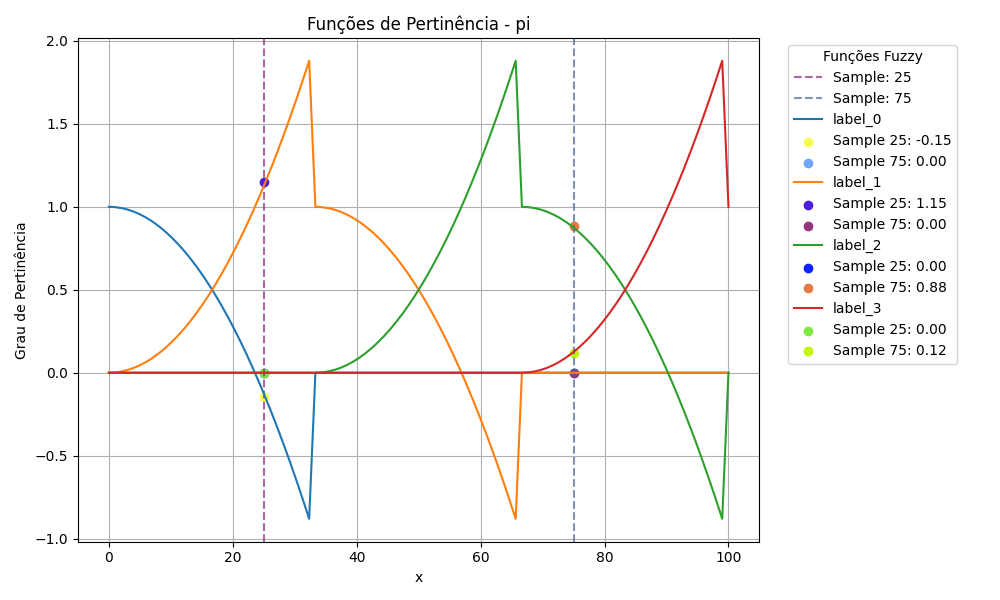 Funções de Pertinência - pi
Grau de Pertinência
2.0
1.5
1.0
0.5
0.0
−0.5
−1.0
0
20
40
60
80
100
x
Funções Fuzzy
Sample: 25
Sample: 75
label_0
Sample 25: -0.15
Sample 75: 0.00
label_1
Sample 25: 1.15
Sample 75: 0.00
label_2
Sample 25: 0.00
Sample 75: 0.88
label_3
Sample 25: 0.00
Sample 75: 0.12